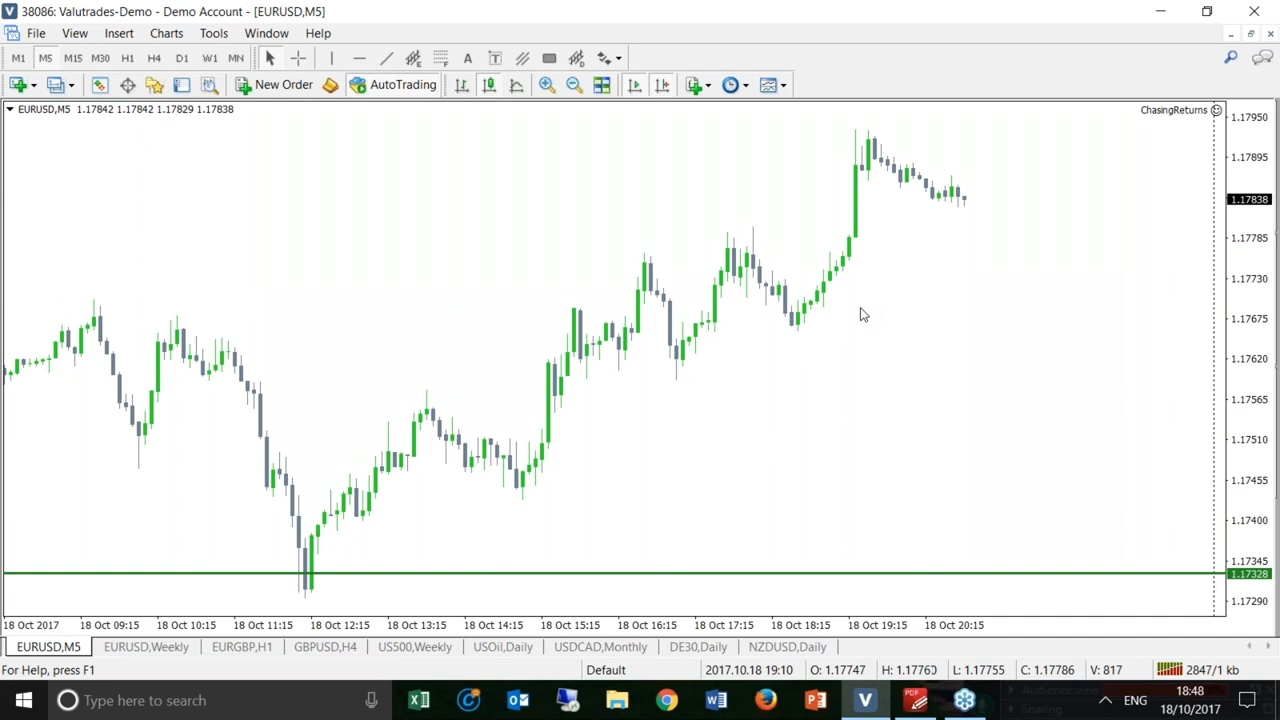 38086: Valutrades-Demo - Demo Account - [EURUSD,M5]
File View Insert Charts Tools Window Help
M1 M5 M15 M30 H1 H4 D1 W1 MN
New Order AutoTrading
EURUSD,M5 1.17842 1.17842 1.17829 1.17838
ChasingReturns
1.17950
1.17895
1.17838
1.17785
1.17730
1.17675
1.17620
1.17565
1.17510
1.17455
1.17400
1.17345
1.17328
1.17290
18 Oct 2017 18 Oct 09:15 18 Oct 10:15 18 Oct 11:15 18 Oct 12:15 18 Oct 13:15 18 Oct 14:15 18 Oct 15:15 18 Oct 16:15 18 Oct 17:15 18 Oct 18:15 18 Oct 19:15 18 Oct 20:15
EURUSD,M5 EURUSD,Weekly EURGBP,H1 GBPUSD,H4 US500,Weekly USOil,Daily USDCAD,Monthly DE30,Daily NZDUSD,Daily
For Help, press F1 Default 2017.10.18 19:10 O: 1.17747 H: 1.17760 L: 1.17755 C: 1.17786 V: 817 2847/1 kb
Type here to search
ENG
18:48
18/10/2017